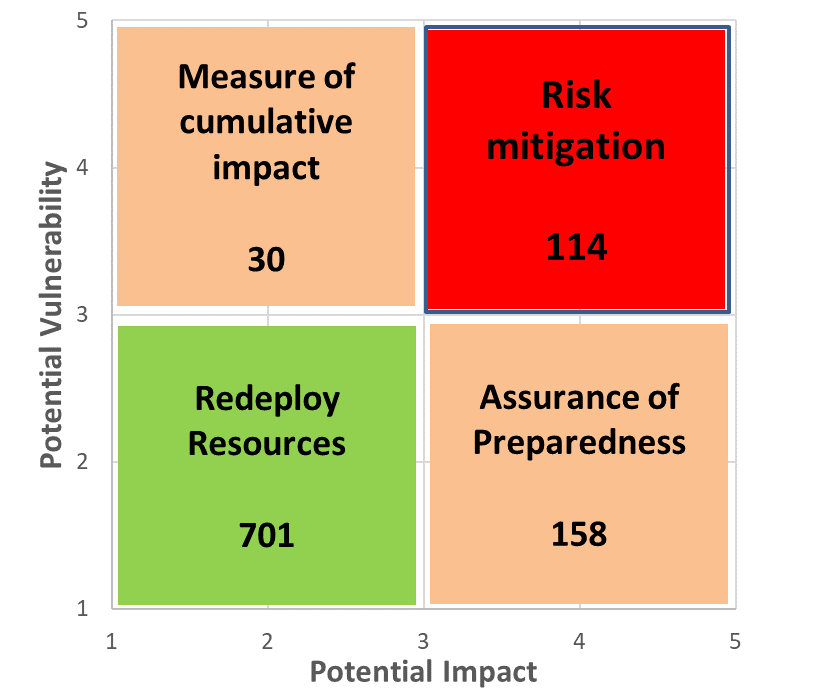 5
Measure of
cumulative
impact
30
Risk
mitigation
114
4
Potential Vulnerability
3
Redeploy
Resources
701
Assurance of
Preparedness
158
2
1
1 2 3 4 5
Potential Impact